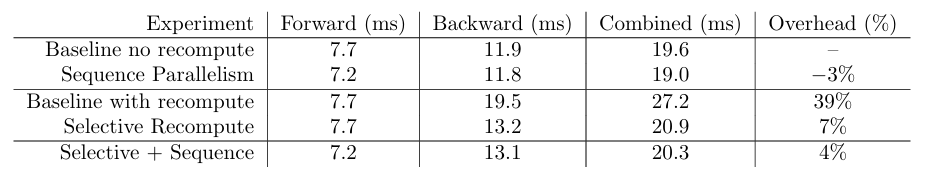 Experiment Forward (ms) Backward (ms) Combined (ms) Overhead (%)
Baseline no recompute 7.7 11.9 19.6 –
Sequence Parallelism 7.2 11.8 19.0 −3%
Baseline with recompute 7.7 19.5 27.2 39%
Selective Recompute 7.7 13.2 20.9 7%
Selective + Sequence 7.2 13.1 20.3 4%